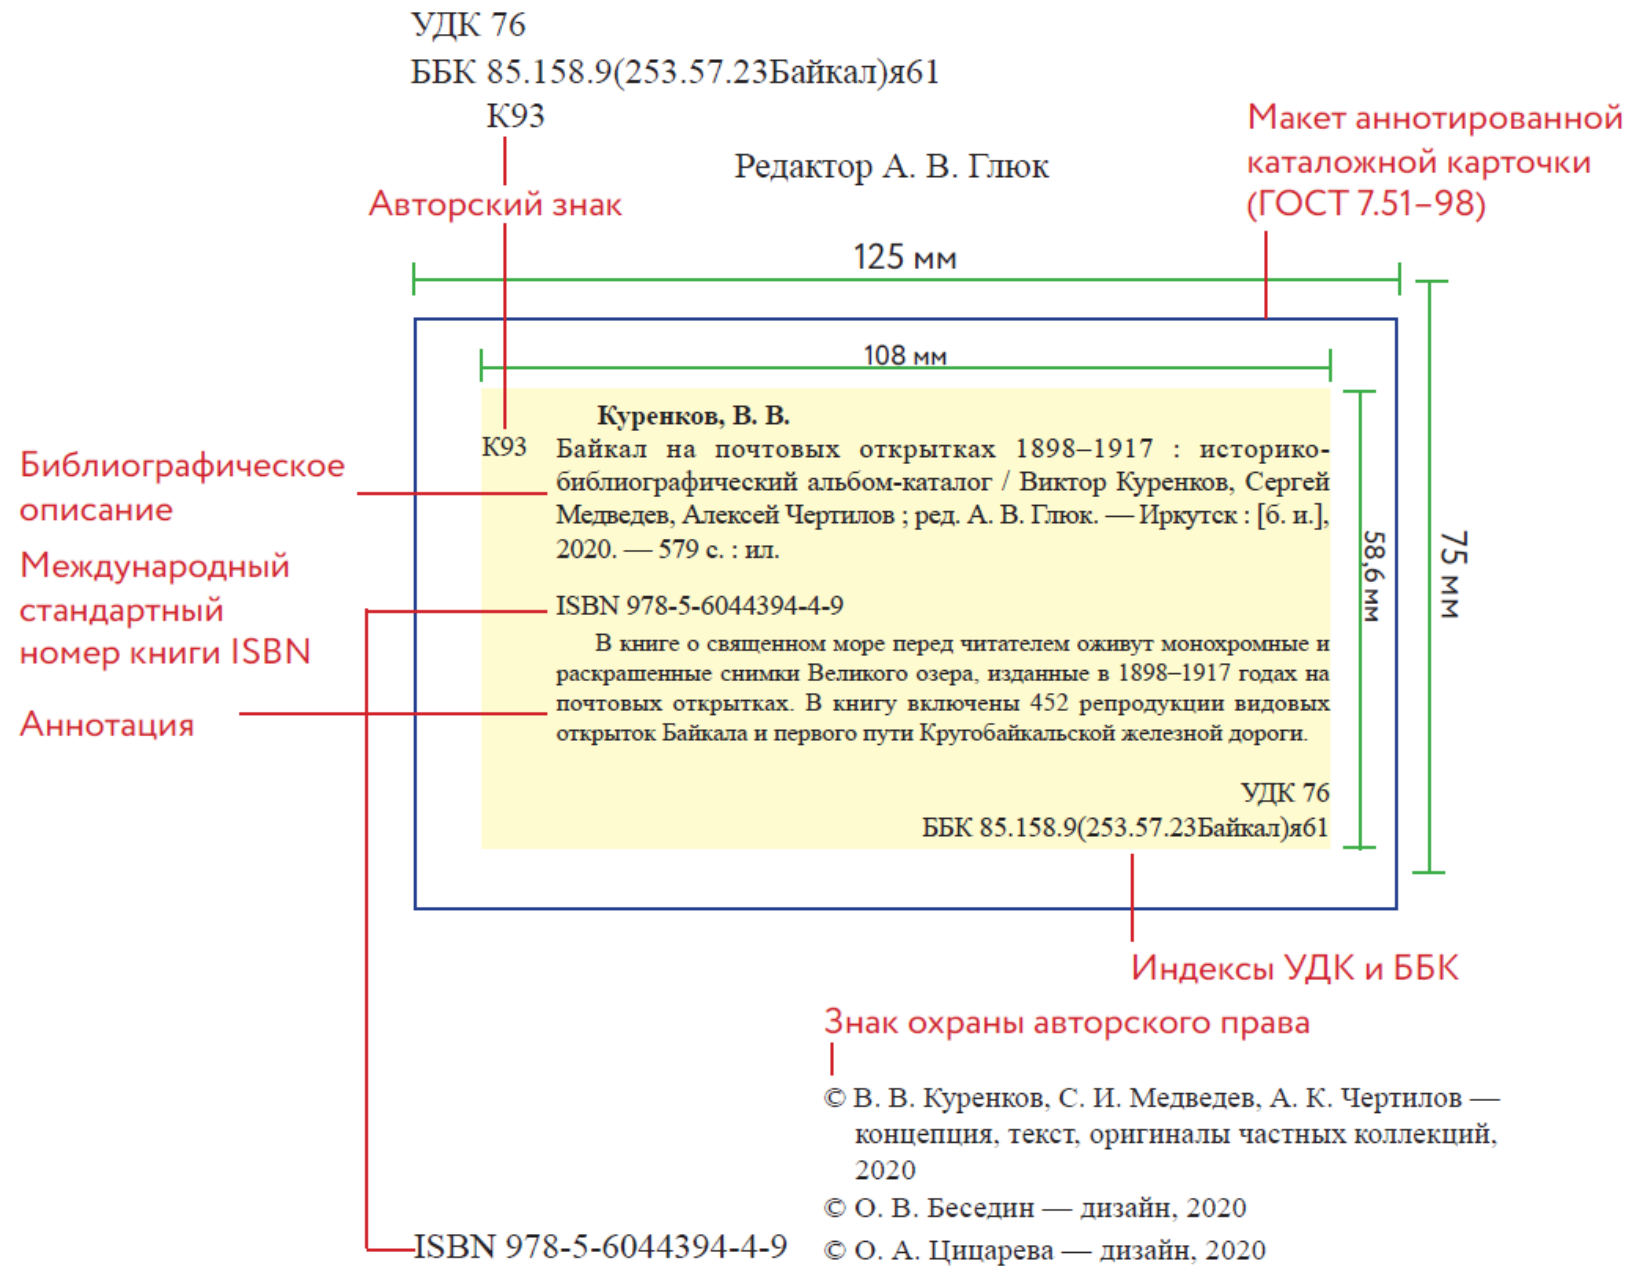 УДК 76
ББК 85.158.9(253.57.23Байкал)я61
К93
Редактор А. В. Глюк
Авторский знак
Макет аннотированной
каталожной карточки
(ГОСТ 7.51–98)
125 мм
108 мм
Куренков, В. В.
К93
Байкал на почтовых открытках 1898–1917 : историко-
библиографический альбом-каталог / Виктор Куренков, Сергей
Медведев, Алексей Чертилов ; ред. А. В. Глюк. — Иркутск : [б. и.],
2020. — 579 с. : ил.
ISBN 978-5-6044394-4-9
В книге о священном море перед читателем оживут монохромные и
раскрашенные снимки Великого озера, изданные в 1898–1917 годах на
почтовых открытках. В книгу включены 452 репродукции видовых
открыток Байкала и первого пути Кругобайкальской железной дороги.
УДК 76
ББК 85.158.9(253.57.23Байкал)я61
58,6 мм
75 мм
Библиографическое
описание
Международный
стандартный
номер книги ISBN
Аннотация
Индексы УДК и ББК
Знак охраны авторского права
© В. В. Куренков, С. И. Медведев, А. К. Чертилов —
концепция, текст, оригиналы частных коллекций,
2020
© О. В. Беседин — дизайн, 2020
ISBN 978-5-6044394-4-9
© О. А. Цицарева — дизайн, 2020